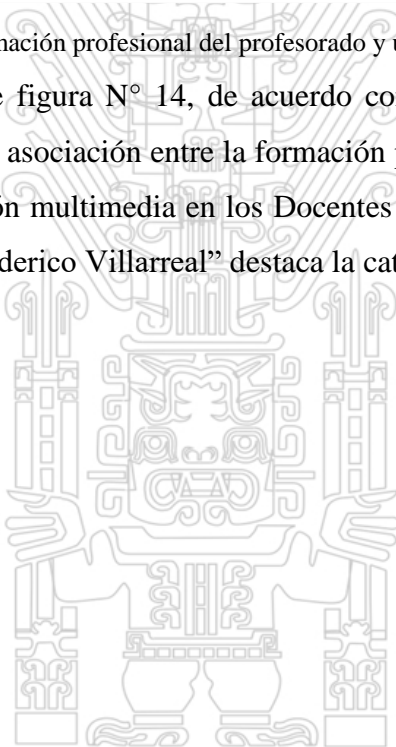 nación profesional del profesorado y u
figura N° 14, de acuerdo co
asociación entre la formación
ón multimedia en los Docentes
derico Villarreal” destaca la cat